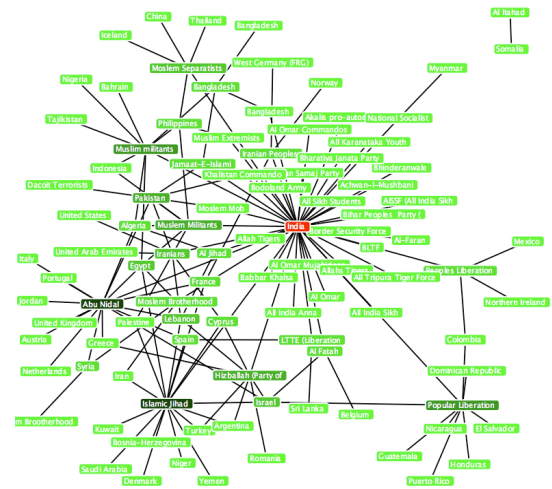 Al Itahad
China
Thailand
Bangladesh
Iceland
Somalia
West Germany (FRG)
Moslem Separatists
Myanmar
Nigeria
Bahrain
Bangladesh
Norway
Bangladesh
Tajikistan
Philippines
Akalis pro-auto
National Socialist
Al Omar Commandos
Muslim Extremists
All Karanataka Youth
Muslim militants
Iranian Peoples
Bharatiya Janata Party
Indonesia
Jamaat-E-Islami
Khalistan Commando
an Samaj Party
Bhinderanwale
Dacoit Terrorists
Bodoland Army
Achwan-I-Mushbani
Pakistan
All Sikh Students
AISSF (All India Sikh
Moslem Mob
United States
Bihar Peoples Party (
Algeria
Muslim Militants
India
Border Security Force
Allah Tigers
Al-Faran
Mexico
United Arab Emirates
Iranians
Al Jihad
BLTF
Italy
Egypt
Al Omar Muja
Allahs Tigers
Peoples Liberation
Portugal
France
Babbar Khalsa
All Tripura Tiger Force
Jordan
Abu Nidal
Moslem Brotherhood
Al Omar
Northern Ireland
United Kingdom
Palestine
Lebanon
Cyprus
All India Anna
All India Sikh
Austria
Greece
Spain
LTTE (Liberation
Colombia
Al Fatah
Netherlands
Syria
Iran
Hizballah (Party of
Dominican Republic
Islamic Jihad
Israel
Sri Lanka
Popular Liberation
m Brootherhood
Belgium
Kuwait
Turkey
Argentina
Nicaragua
El Salvador
Bosnia-Herzegovina
Romania
Guatemala
Saudi Arabia
Niger
Honduras
Denmark
Yemen
Puerto Rico